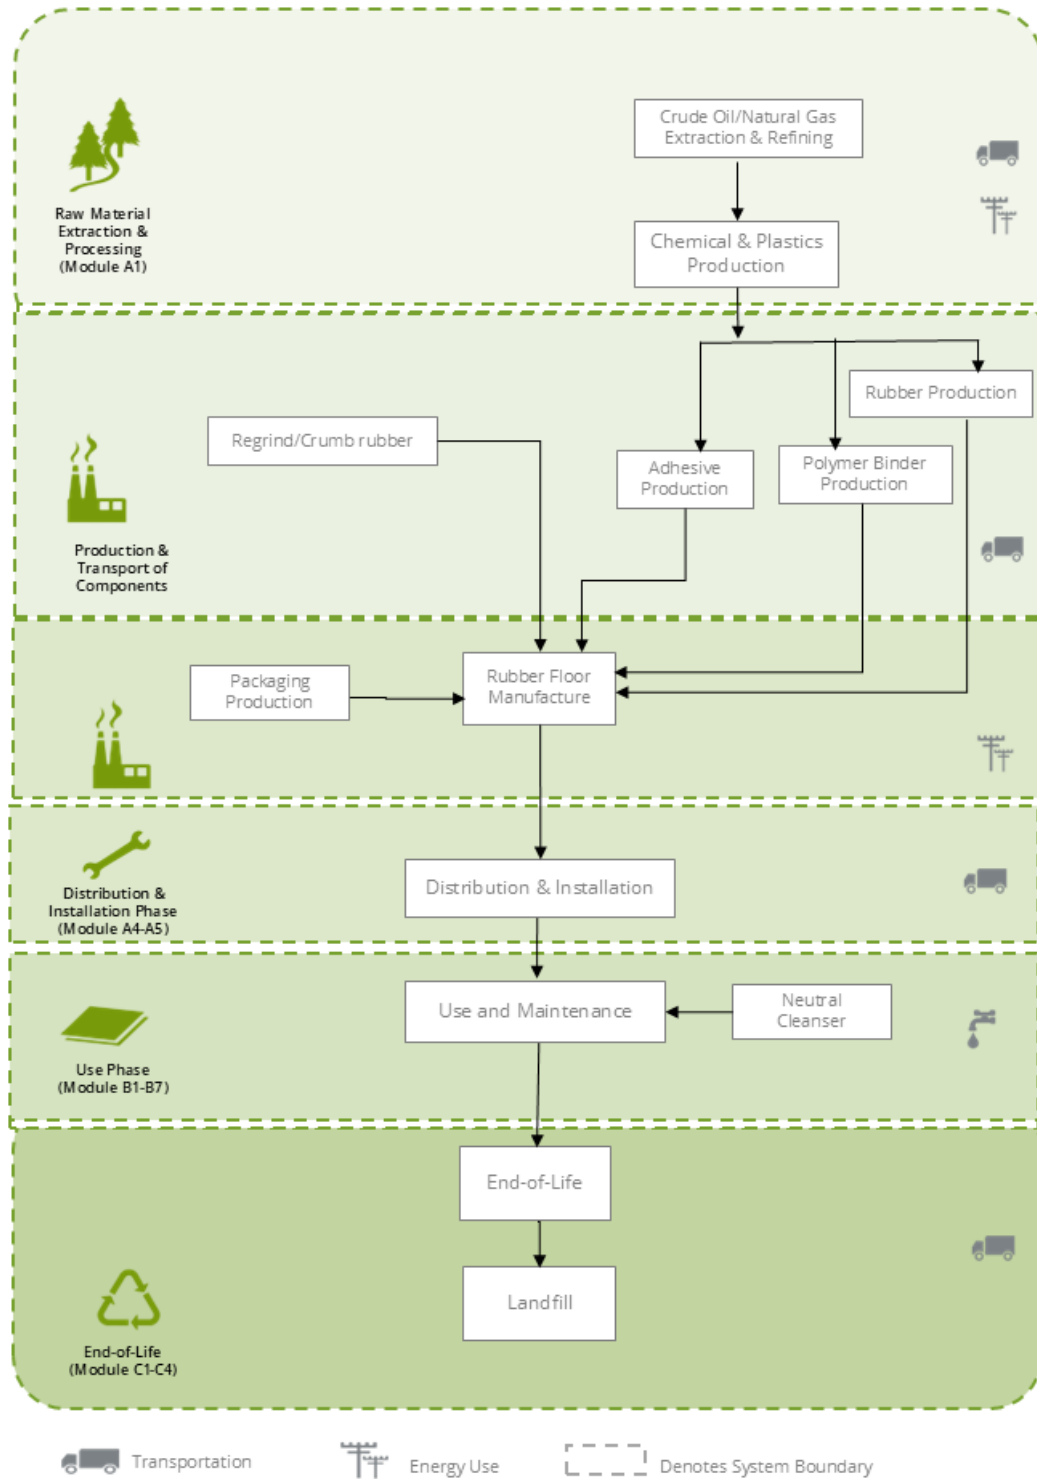 Crude Oil/Natural Gas
Extraction & Refining
Raw Material
Extraction &
Processing
(Module A1)
Chemical & Plastics
Production
Rubber Production
Regrind/Crumb rubber
Adhesive
Production
Polymer Binder
Production
Production &
Transport of
Components
Packaging
Production
Rubber Floor
Manufacture
Distribution &
Installation Phase
(Module A4-A5)
Distribution & Installation
Use and Maintenance
Neutral
Cleanser
Use Phase
(Module B1-B7)
End-of-Life
Landfill
End-of-Life
(Module C1-C4)
Transportation
Energy Use
Denotes System Boundary